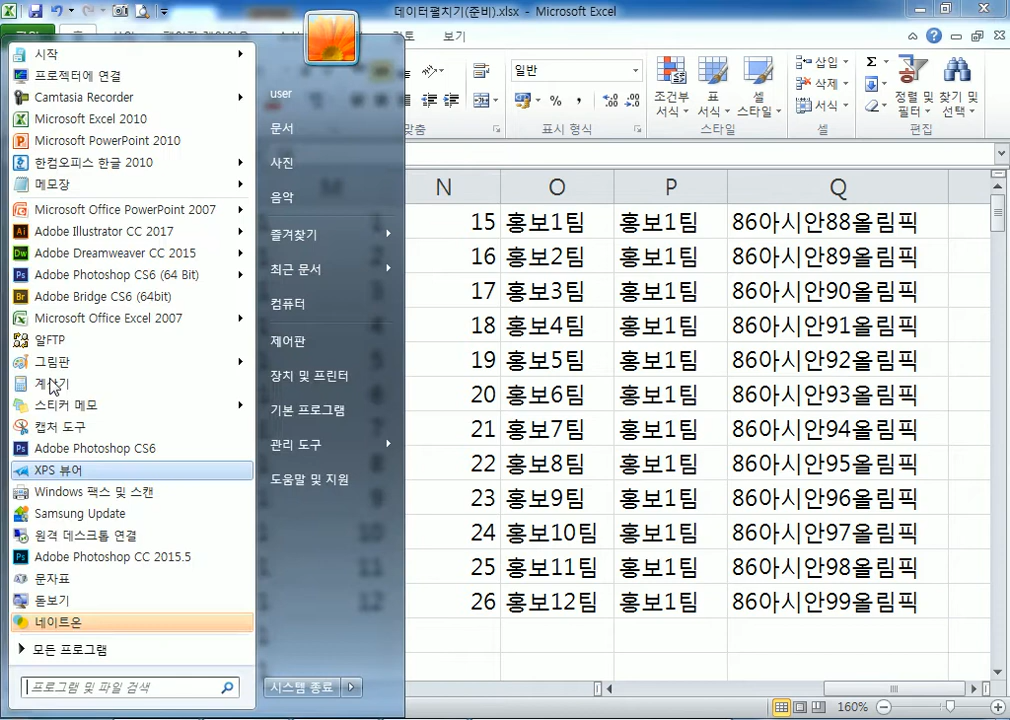 데이터펼치기(준비).xlsx - Microsoft Excel
보기
시작
프로젝터에 연결
Camtasia Recorder
Microsoft Excel 2010
Microsoft PowerPoint 2010
한컴오피스 한글 2010
메모장
Microsoft Office PowerPoint 2007
Adobe Illustrator CC 2017
Adobe Dreamweaver CC 2015
Adobe Photoshop CS6 (64 Bit)
Adobe Bridge CS6 (64bit)
Microsoft Office Excel 2007
알FTP
그림판
계산기
스티커 메모
캡처 도구
Adobe Photoshop CS6
XPS 뷰어
Windows 팩스 및 스캔
Samsung Update
원격 데스크톱 연결
Adobe Photoshop CC 2015.5
문자표
돋보기
네이트온
모든 프로그램
프로그램 및 파일 검색
user
문서
사진
음악
즐겨찾기
최근 문서
컴퓨터
제어판
장치 및 프린터
기본 프로그램
관리 도구
도움말 및 지원
시스템 종료
일반
표시 형식
조건부 서식
표 서식
셀 스타일
스타일
삽입
삭제
서식
셀
정렬 및 필터
찾기 및 선택
편집
M N O P Q
15 홍보1팀 홍보1팀 86아시안88올림픽
16 홍보2팀 홍보1팀 86아시안89올림픽
17 홍보3팀 홍보1팀 86아시안90올림픽
18 홍보4팀 홍보1팀 86아시안91올림픽
19 홍보5팀 홍보1팀 86아시안92올림픽
20 홍보6팀 홍보1팀 86아시안93올림픽
21 홍보7팀 홍보1팀 86아시안94올림픽
22 홍보8팀 홍보1팀 86아시안95올림픽
23 홍보9팀 홍보1팀 86아시안96올림픽
24 홍보10팀 홍보1팀 86아시안97올림픽
25 홍보11팀 홍보1팀 86아시안98올림픽
26 홍보12팀 홍보1팀 86아시안99올림픽
160%